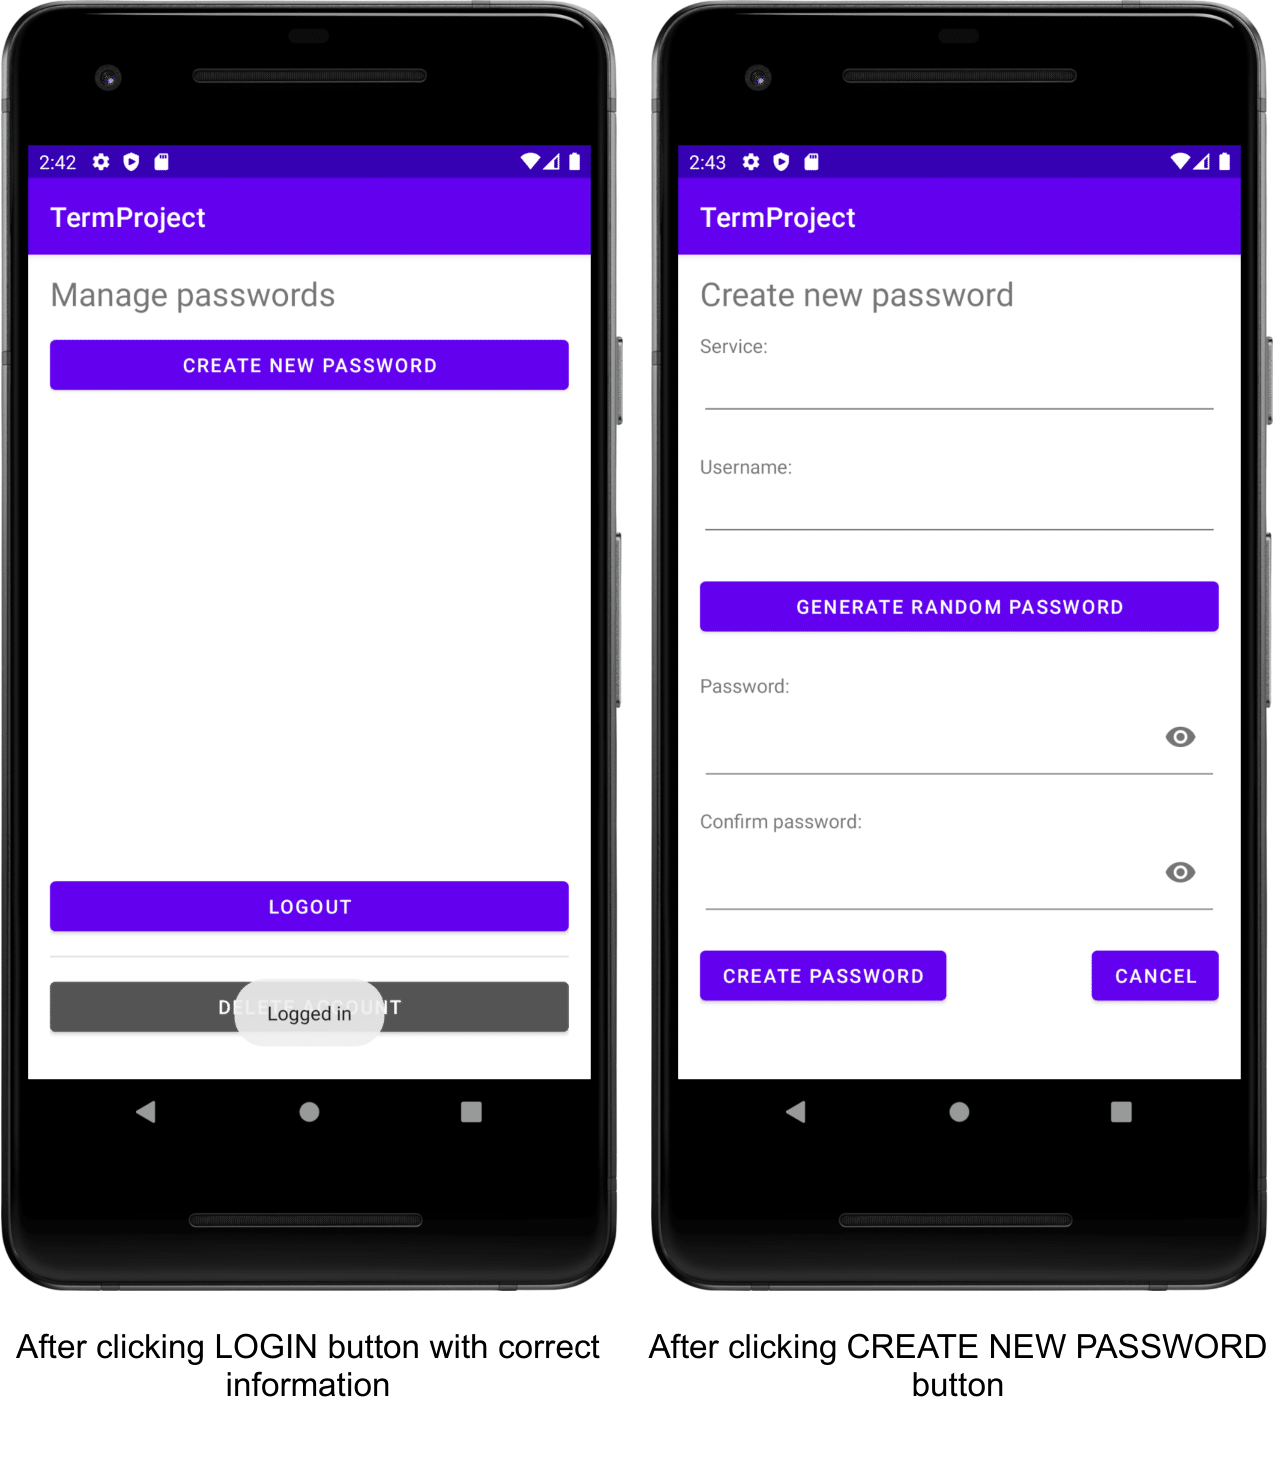 2:42
TermProject
Manage passwords
CREATE NEW PASSWORD
LOGOUT
DELETE ACCOUNT
Logged in
After clicking LOGIN button with correct
information
2:43
TermProject
Create new password
Service:
Username:
GENERATE RANDOM PASSWORD
Password:
Confirm password:
CREATE PASSWORD
CANCEL
After clicking CREATE NEW PASSWORD
button